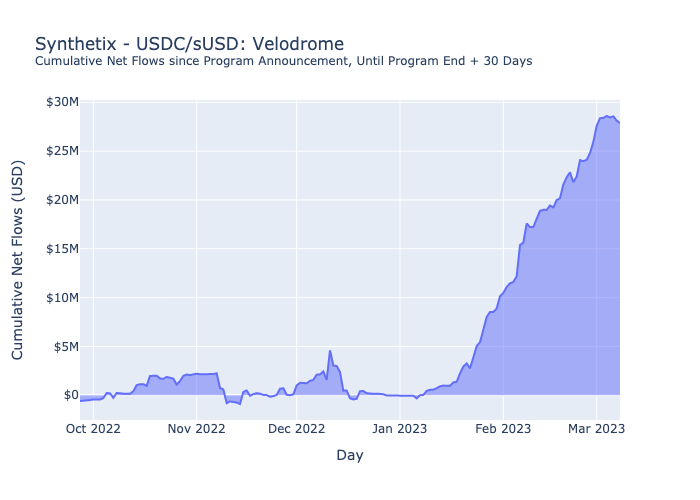 Synthetix - USDC/sUSD: Velodrome
Cumulative Net Flows since Program Announcement, Until Program End + 30 Days
$30M
$25M
$20M
$15M
$10M
$5M
$0
Cumulative Net Flows (USD)
Oct 2022 Nov 2022 Dec 2022 Jan 2023 Feb 2023 Mar 2023
Day